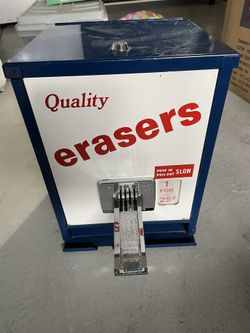 Quality
erasers
PUSH IN
PULL OUT SLOW
1
FOR
25¢